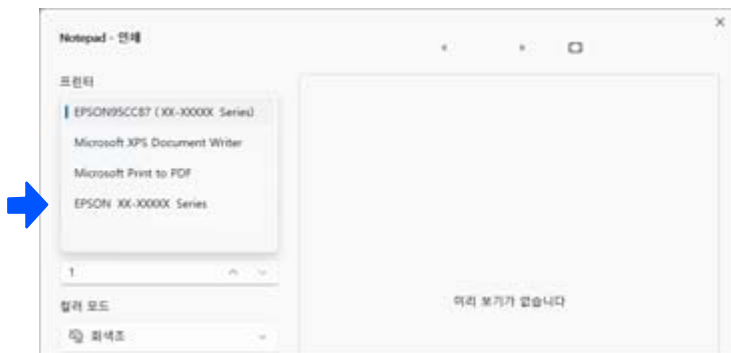 Notepad - 인쇄
프린터
EPSON95CC87 (XX-XXXXX Series)
Microsoft XPS Document Writer
Microsoft Print to PDF
EPSON XX-XXXXX Series
1
컬러 모드
회색조
미리 보기가 없습니다